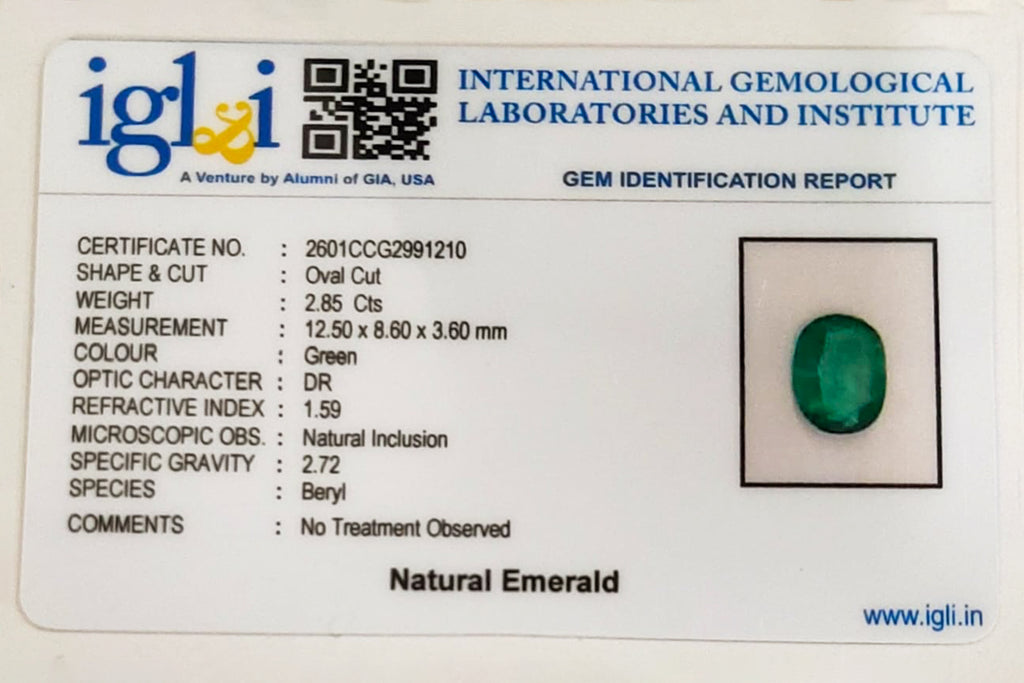 igl&i
INTERNATIONAL GEMOLOGICAL
LABORATORIES AND INSTITUTE
A Venture by Alumni of GIA, USA
GEM IDENTIFICATION REPORT
CERTIFICATE NO. : 2601CCG2991210
SHAPE & CUT : Oval Cut
WEIGHT : 2.85 Cts
MEASUREMENT : 12.50 x 8.60 x 3.60 mm
COLOUR : Green
OPTIC CHARACTER : DR
REFRACTIVE INDEX : 1.59
MICROSCOPIC OBS. : Natural Inclusion
SPECIFIC GRAVITY : 2.72
SPECIES : Beryl
COMMENTS : No Treatment Observed
Natural Emerald
www.igli.in